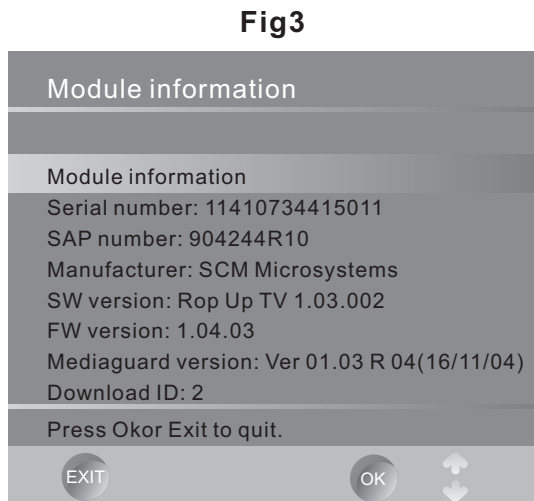 Fig3
Module information
Module information
Serial number: 11410734415011
SAP number: 904244R10
Manufacturer: SCM Microsystems
SW version: Rop Up TV 1.03.002
FW version: 1.04.03
Mediaguard version: Ver 01.03 R 04(16/11/04)
Download ID: 2
Press Okor Exit to quit.
EXIT OK